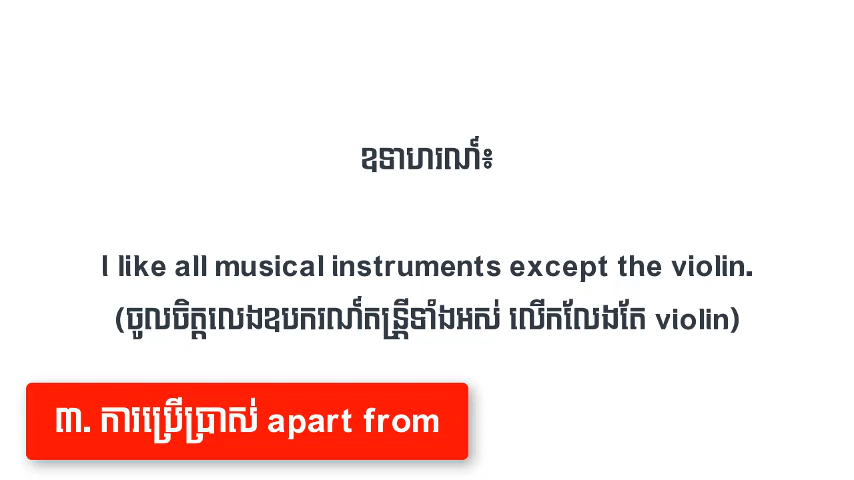 ឧទាហរណ៍៖
I like all musical instruments except the violin.
(ចូលចិត្តលេងឧបករណ៍តន្ត្រីទាំងអស់ លើកលែងតែ violin)
៣. ការប្រើប្រាស់ apart from